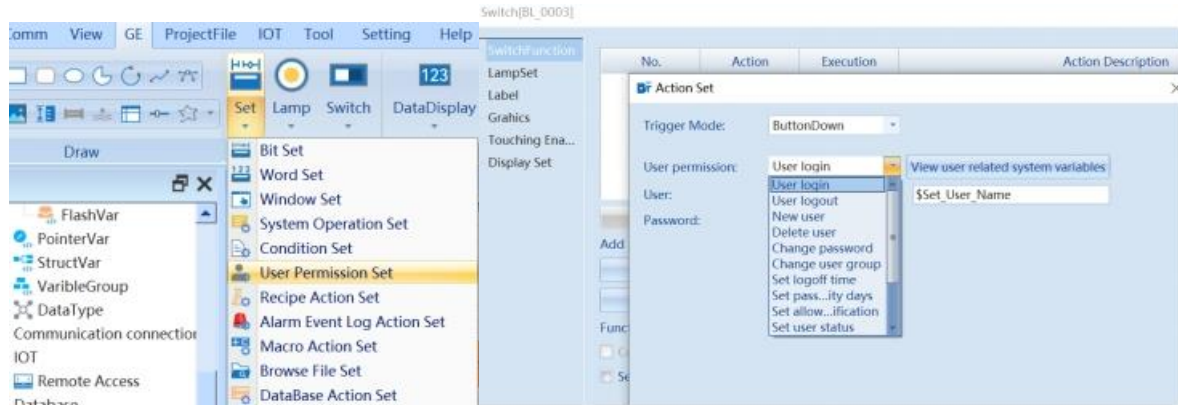 Comm View GE ProjectFile IOT Tool Setting Help
123
Set Lamp Switch DataDisplay
Draw
Bit Set
Word Set
Window Set
System Operation Set
Condition Set
User Permission Set
Recipe Action Set
Alarm Event Log Action Set
Macro Action Set
Browse File Set
DataBase Action Set
FlashVar
PointerVar
StructVar
VaribleGroup
DataType
Communication connection
IOT
Remote Access
Database
Switch[BL_0003]
SwitchFunction
LampSet
Label
Grahics
Touching Ena...
Display Set
No. Action Execution Action Description
Action Set
Trigger Mode: ButtonDown
User permission: User login View user related system variables
User: $Set_User_Name
Password:
User login
User logout
New user
Delete user
Change password
Change user group
Set logoff time
Set pass...ity days
Set allow...ification
Set user status
Add
Func
Se